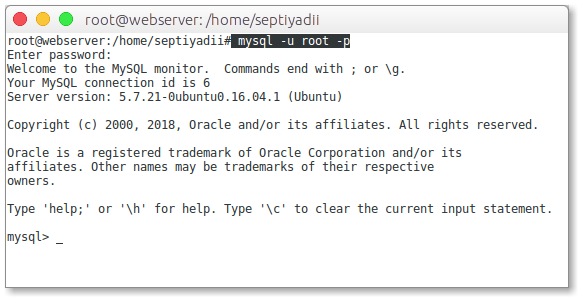 root@webserver: /home/septiyadii
root@webserver:/home/septiyadii# mysql -u root -p
Enter password:
Welcome to the MySQL monitor.  Commands end with ; or \g.
Your MySQL connection id is 6
Server version: 5.7.21-0ubuntu0.16.04.1 (Ubuntu)
Copyright (c) 2000, 2018, Oracle and/or its affiliates. All rights reserved.
Oracle is a registered trademark of Oracle Corporation and/or its
affiliates. Other names may be trademarks of their respective
owners.
Type 'help;' or '\h' for help. Type '\c' to clear the current input statement.
mysql> _